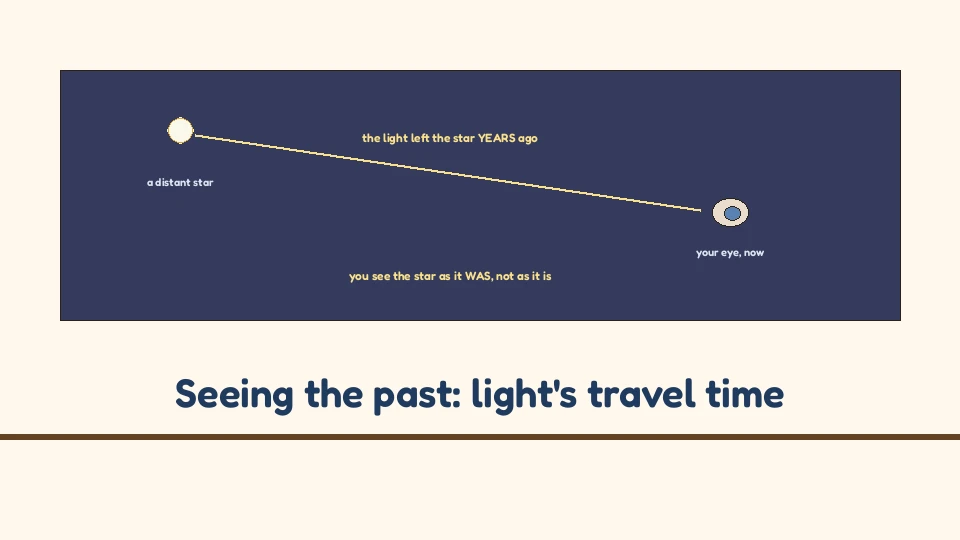 the light left the star YEARS ago
a distant star
your eye, now
you see the star as it WAS, not as it is
Seeing the past: light's travel time